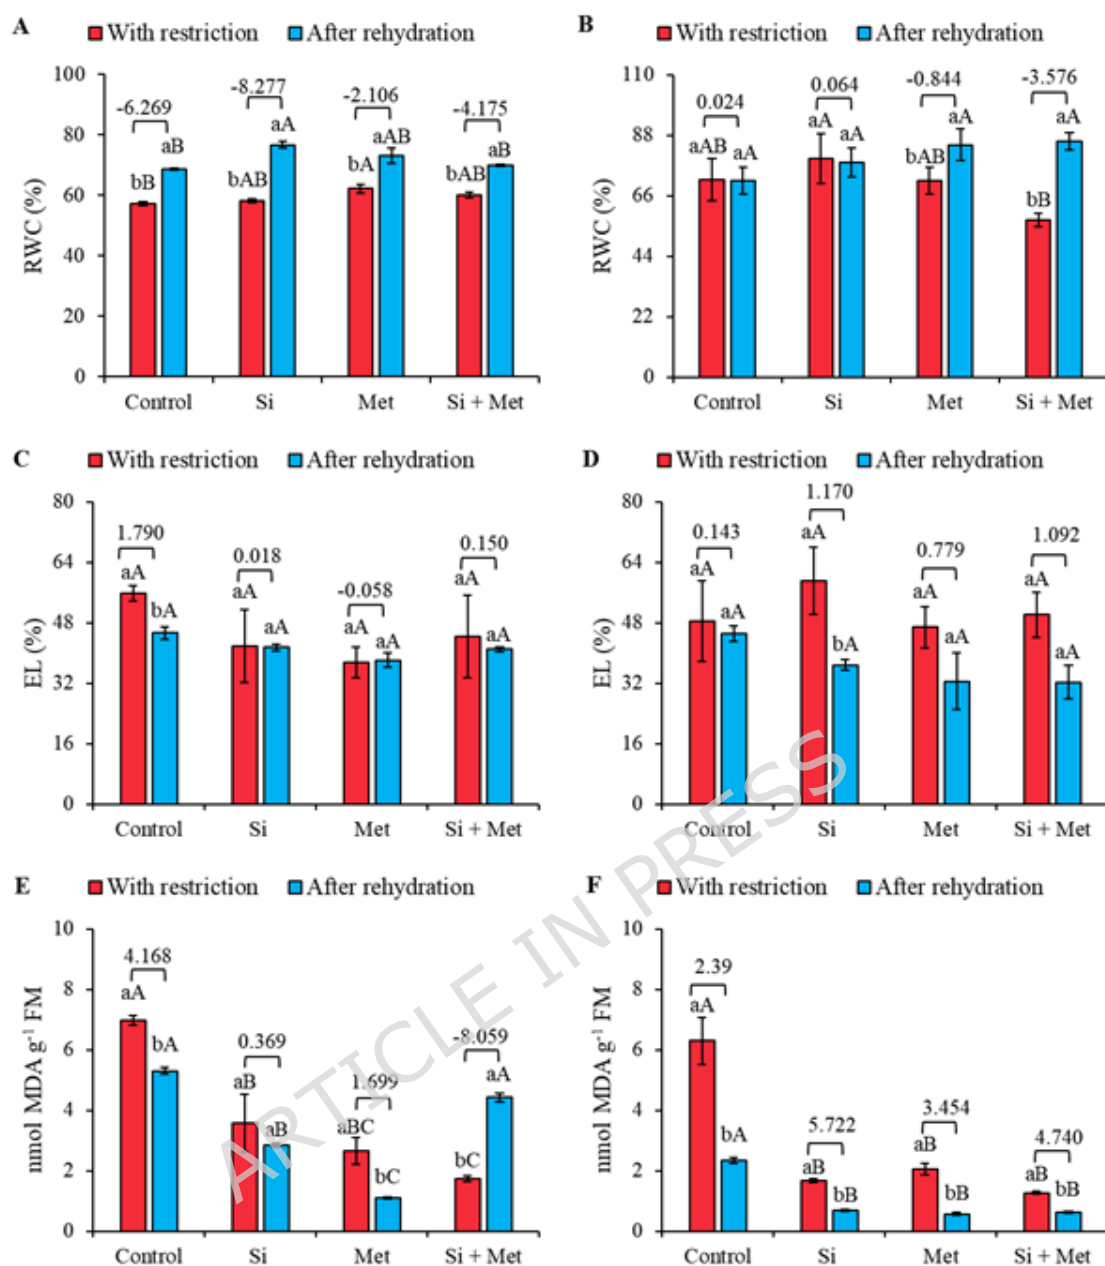 A
With restriction After rehydration
RWC (%)
100
80
60
40
20
0
-6.269
-8.277
-2.106
-4.175
bB aB
bAB aA
bA aAB
bAB aB
Control Si Met Si + Met
B
With restriction After rehydration
RWC (%)
110
88
66
44
22
0
0.024
0.064
-0.844
-3.576
aAB aA
aA aA
bAB aA
bB aA
Control Si Met Si + Met
C
With restriction After rehydration
EL (%)
80
64
48
32
16
0
1.790
0.018
-0.058
0.150
aA bA
aA aA
aA aA
aA aA
Control Si Met Si + Met
D
With restriction After rehydration
EL (%)
80
64
48
32
16
0
0.143
1.170
0.779
1.092
aA aA
aA bA
aA aA
aA aA
Control Si Met Si + Met
E
With restriction After rehydration
nmol MDA g⁻¹ FM
10
8
6
4
2
0
4.168
0.369
1.699
-8.059
aA bA
aB aB
aBC bC
bC aA
Control Si Met Si + Met
F
With restriction After rehydration
nmol MDA g⁻¹ FM
10
8
6
4
2
0
2.39
5.722
3.454
4.740
aA bA
aB bB
aB bB
aB bB
Control Si Met Si + Met
ARTICLE IN PRESS